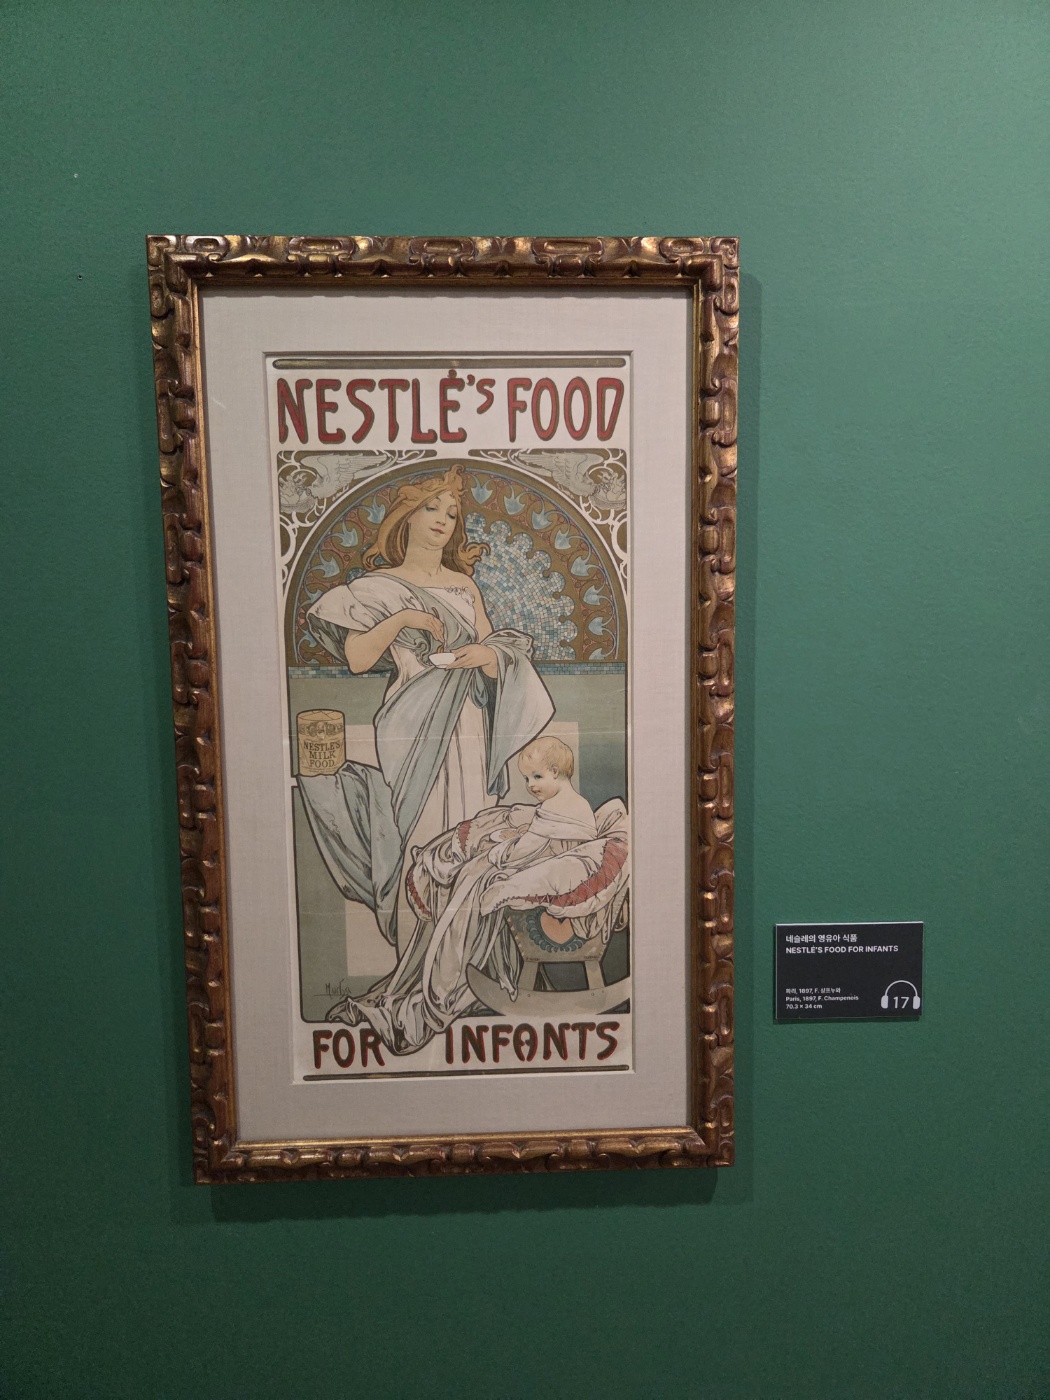 NESTLÉ'S FOOD
NESTLÉ'S
MILK
FOOD
Mucha
FOR INFANTS
네슬레의 영유아 식품
NESTLÉ'S FOOD FOR INFANTS
파리, 1897, F. 샹프누아
Paris, 1897, F. Champenois
70.3 × 34 cm
17